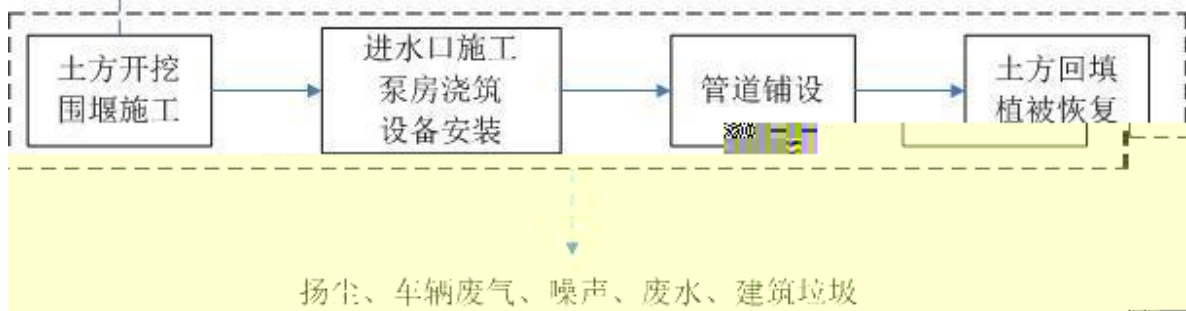 土方开挖
围堰施工
进水口施工
泵房浇筑
设备安装
管道铺设
土方回填
植被恢复
扬尘、车辆废气、噪声、废水、建筑垃圾